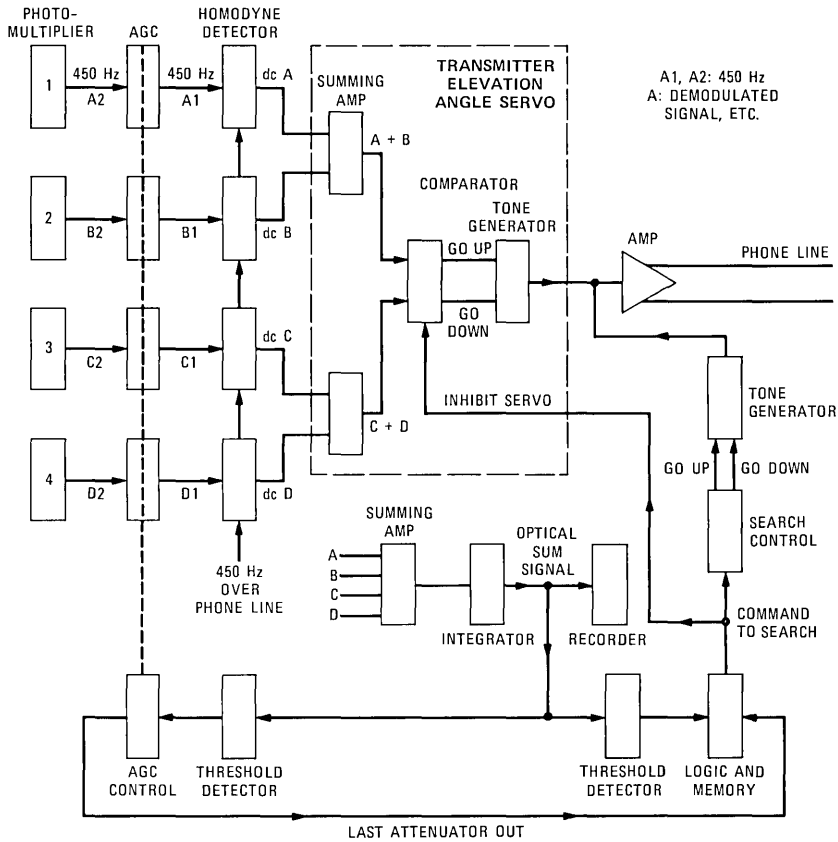 PHOTO-
MULTIPLIER
AGC
HOMODYNE
DETECTOR
1
450 Hz
A2
450 Hz
A1
dc A
2
B2
B1
dc B
3
C2
C1
dc C
4
D2
D1
dc D
450 Hz
OVER
PHONE LINE
TRANSMITTER
ELEVATION
ANGLE SERVO
SUMMING
AMP
A + B
C + D
COMPARATOR
TONE
GENERATOR
GO UP
GO
DOWN
INHIBIT SERVO
A1, A2: 450 Hz
A: DEMODULATED
SIGNAL, ETC.
AMP
PHONE LINE
TONE
GENERATOR
GO UP
GO DOWN
SEARCH
CONTROL
COMMAND
TO SEARCH
SUMMING
AMP
A
B
C
D
INTEGRATOR
OPTICAL
SUM
SIGNAL
RECORDER
AGC
CONTROL
THRESHOLD
DETECTOR
THRESHOLD
DETECTOR
LOGIC AND
MEMORY
LAST ATTENUATOR OUT